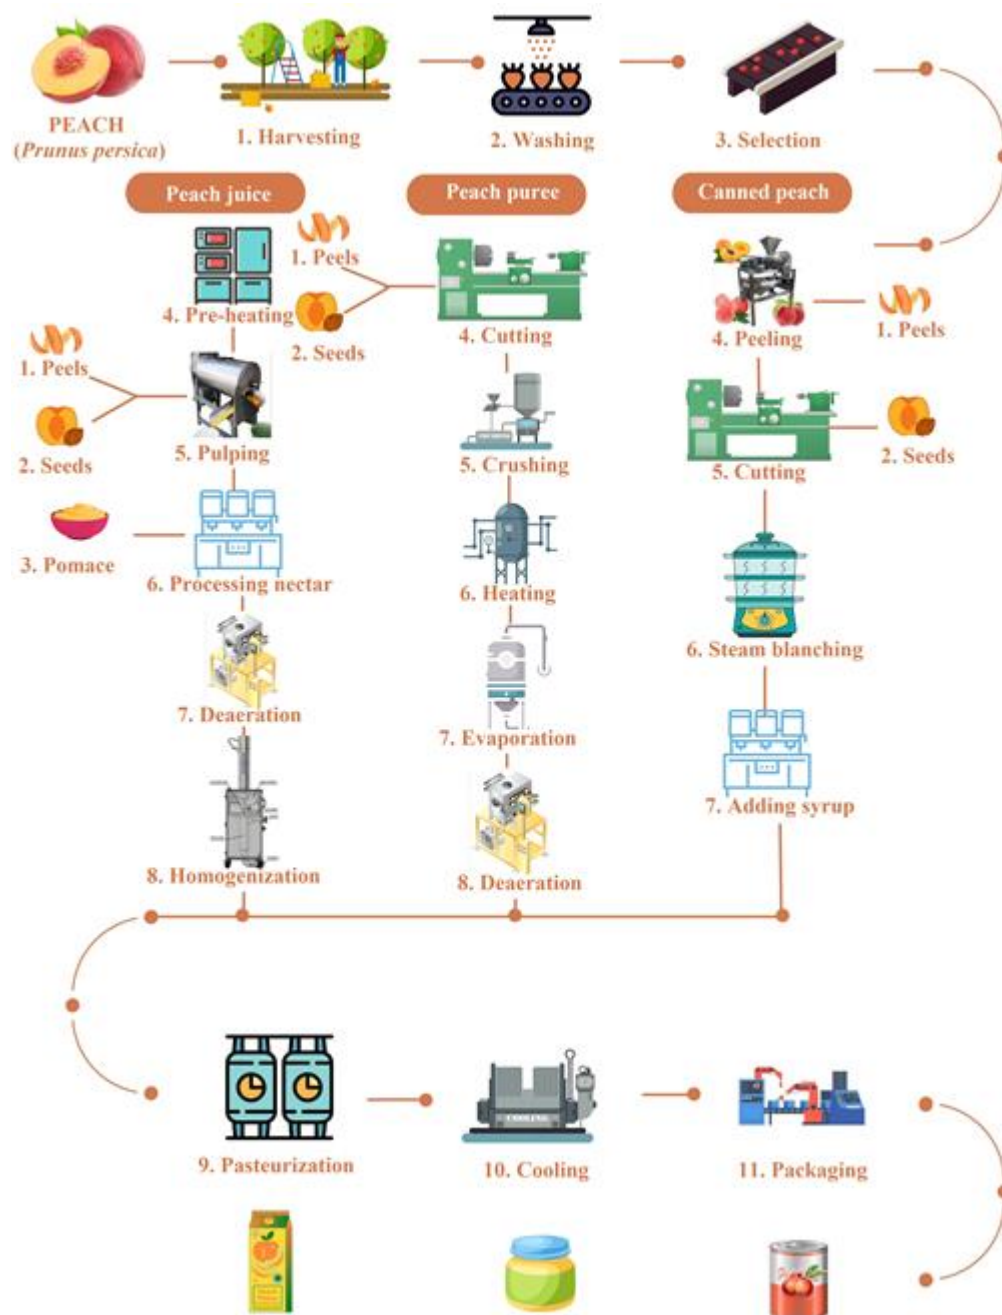 PEACH
(Prunus persica)
1. Harvesting
2. Washing
3. Selection
Peach juice
Peach puree
Canned peach
4. Pre-heating
1. Peels
2. Seeds
5. Pulping
1. Peels
2. Seeds
3. Pomace
6. Processing nectar
7. Deaeration
8. Homogenization
4. Cutting
5. Crushing
6. Heating
7. Evaporation
8. Deaeration
4. Peeling
1. Peels
5. Cutting
2. Seeds
6. Steam blanching
7. Adding syrup
9. Pasteurization
COOLING
10. Cooling
11. Packaging